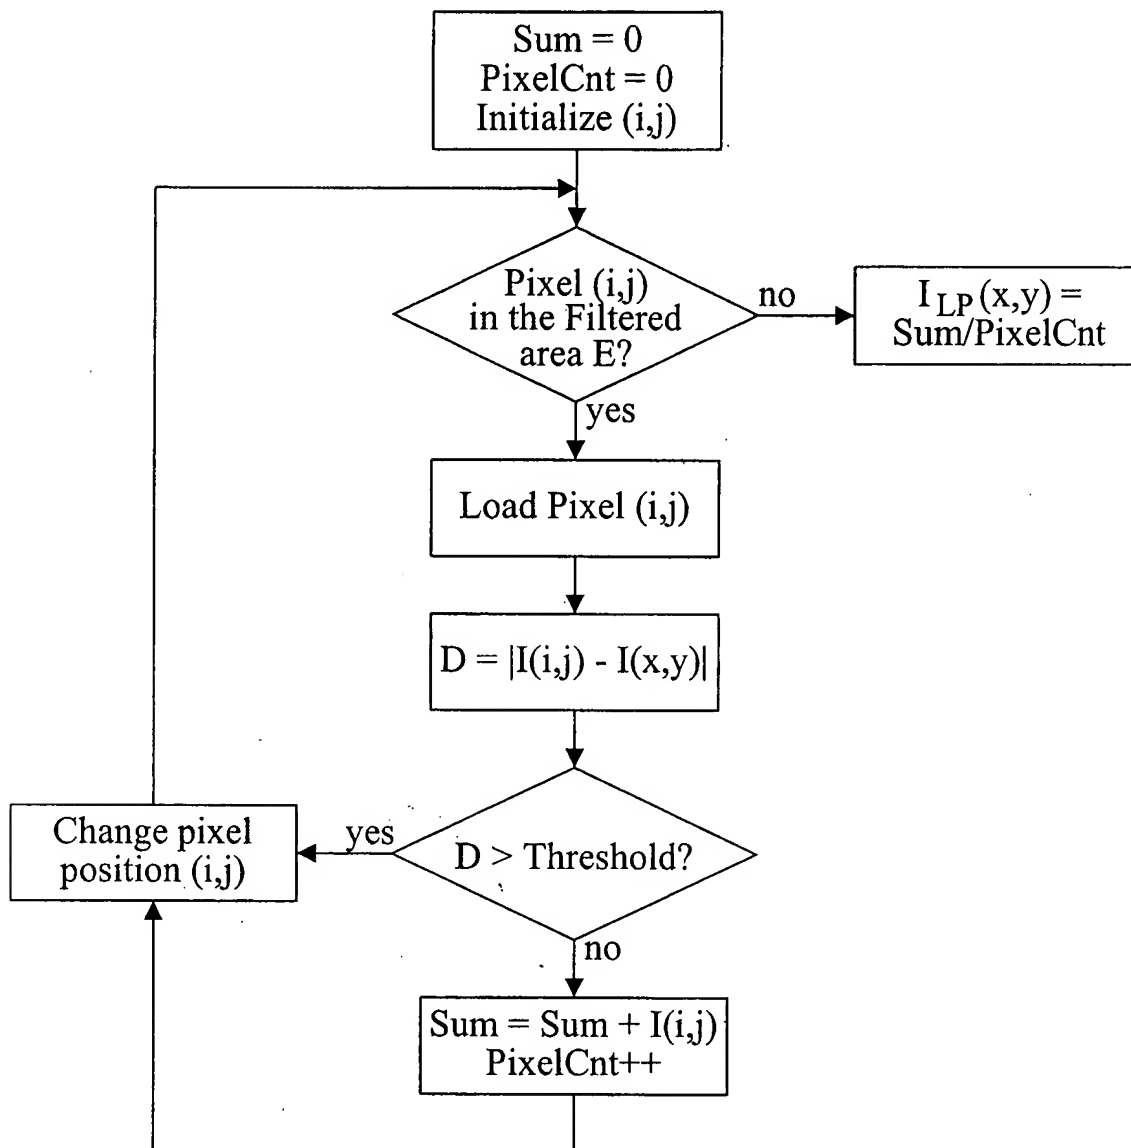 Sum = 0
PixelCnt = 0
Initialize (i,j)
Pixel (i,j)
in the Filtered
area E?
no
I LP (x,y) =
Sum/PixelCnt
yes
Load Pixel (i,j)
D = |I(i,j) - I(x,y)|
Change pixel
position (i,j)
yes
D > Threshold?
no
Sum = Sum + I(i,j)
PixelCnt++